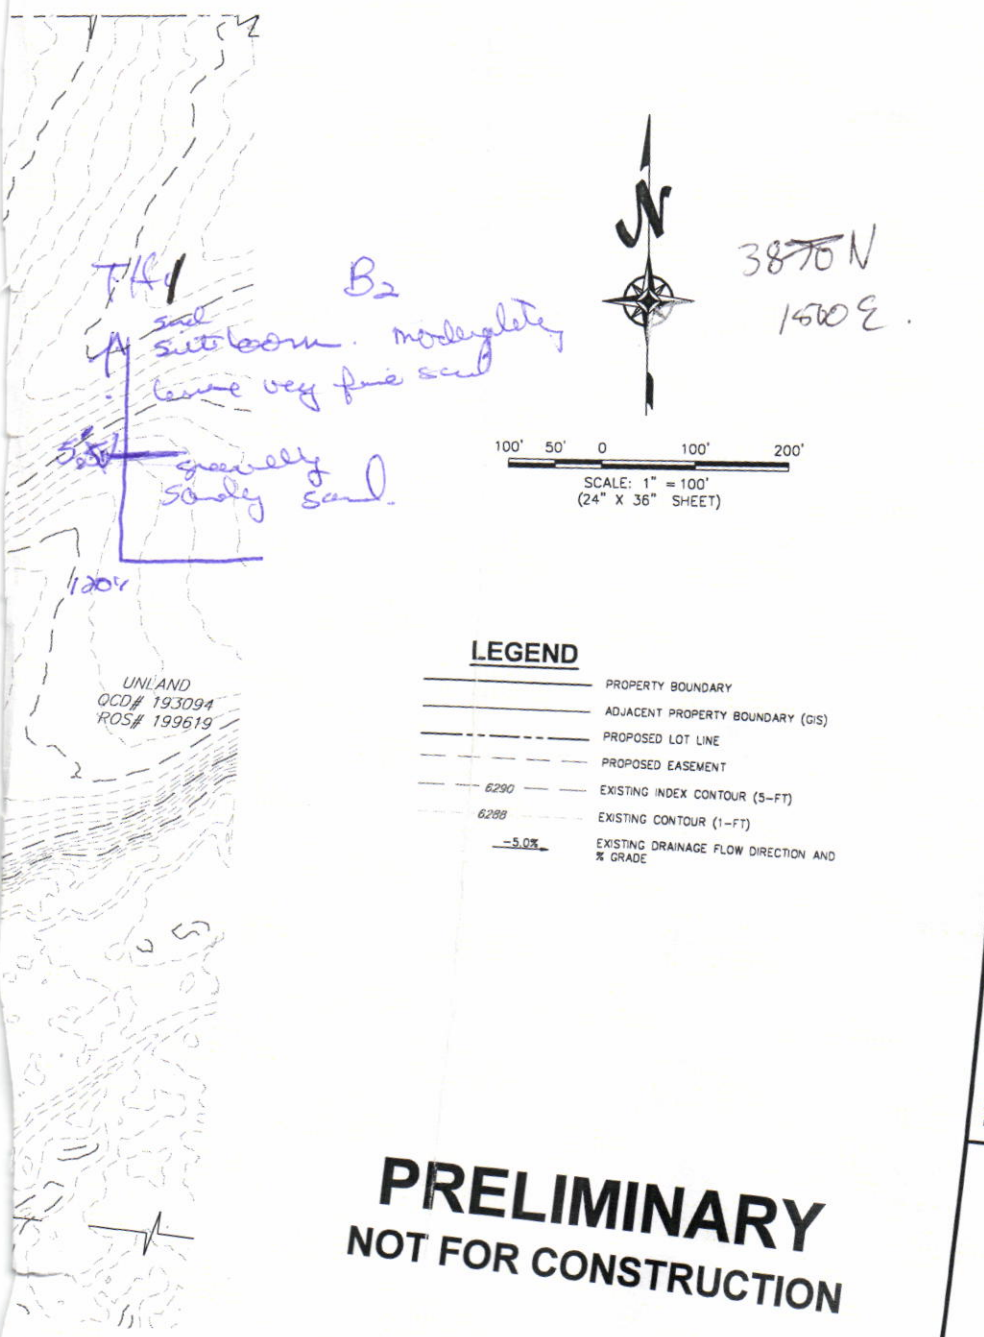 N
3870 N
1500 E.
TH 1
B2
sand
silt loom. moderately
very fine sand
5.5'
gravelly
sandy sand.
120"
100' 50' 0 100' 200'
SCALE: 1" = 100'
(24" X 36" SHEET)
LEGEND
PROPERTY BOUNDARY
ADJACENT PROPERTY BOUNDARY (GIS)
PROPOSED LOT LINE
PROPOSED EASEMENT
6290 EXISTING INDEX CONTOUR (5-FT)
6288 EXISTING CONTOUR (1-FT)
-5.0% EXISTING DRAINAGE FLOW DIRECTION AND
% GRADE
UNLAND
QCD# 193094
ROS# 199619
PRELIMINARY
NOT FOR CONSTRUCTION